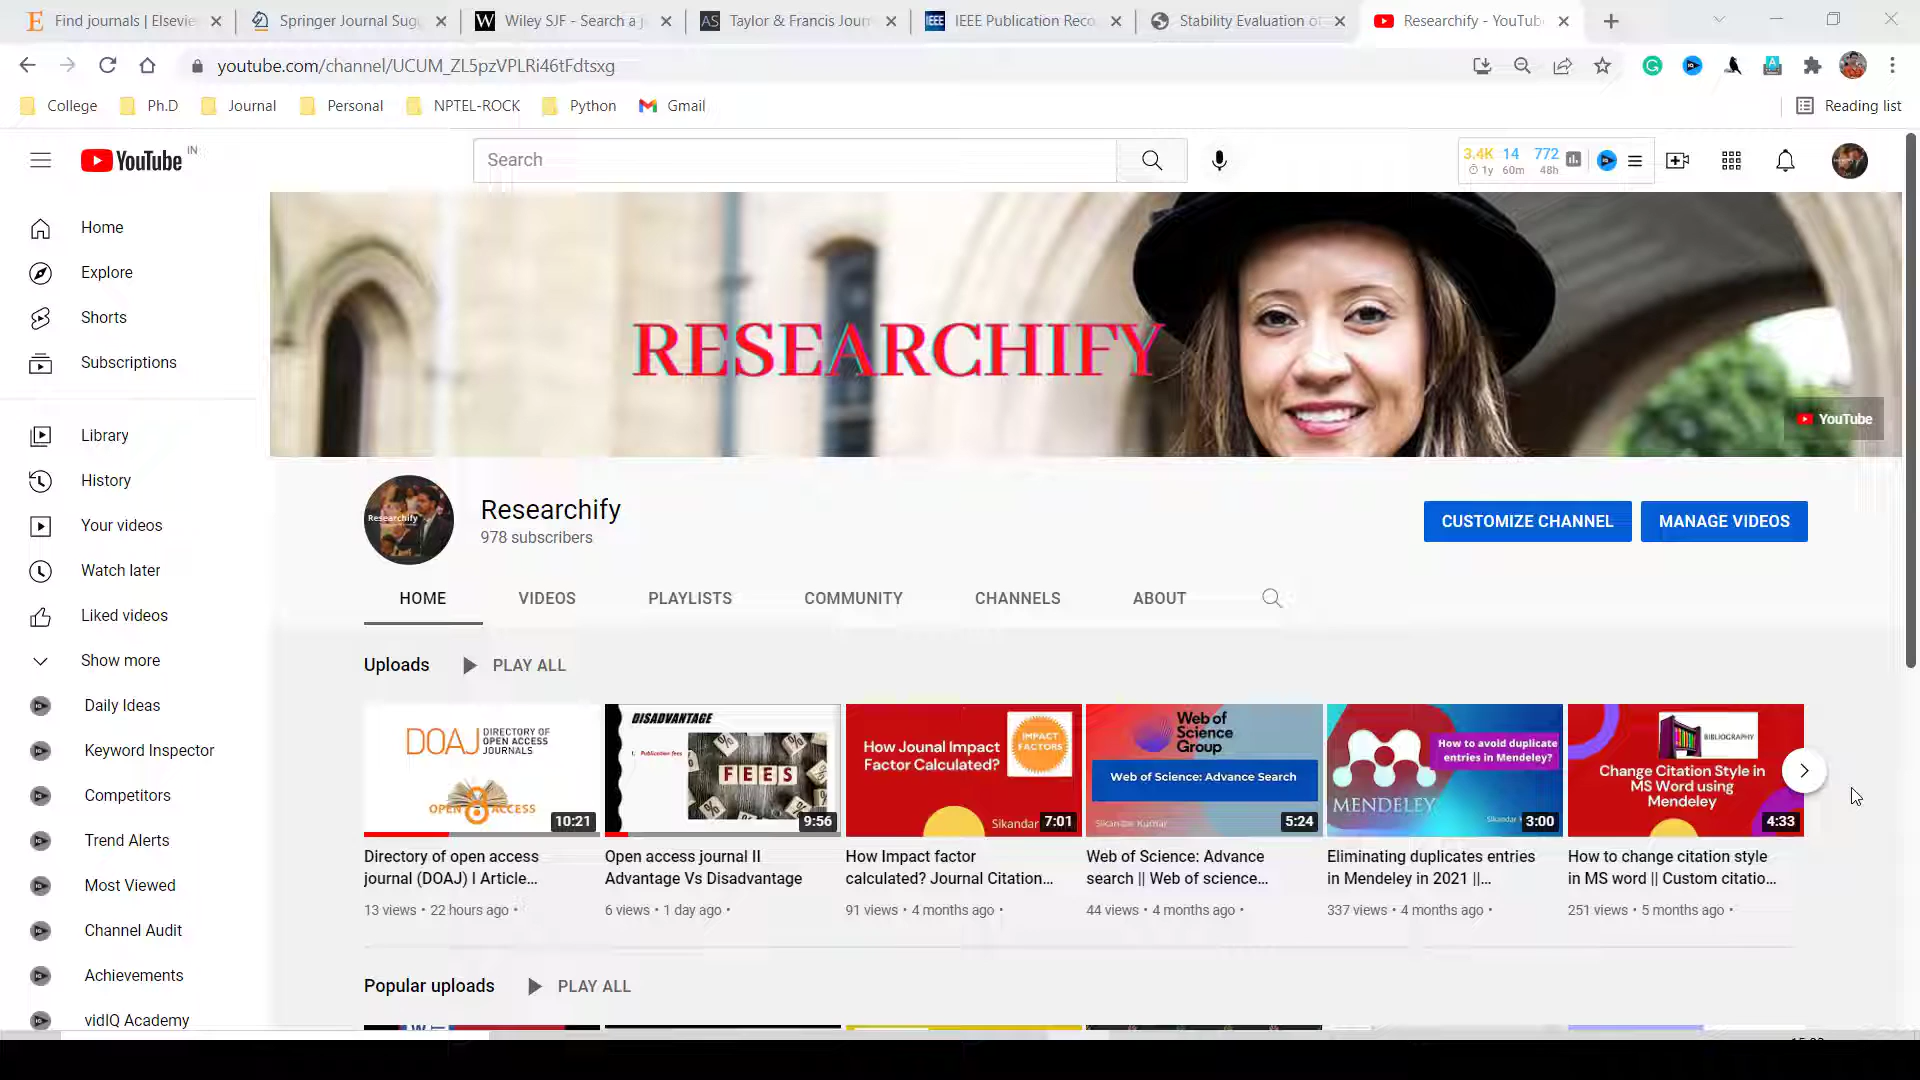 Find journals | Elsevie
Springer Journal Sug
Wiley SJF - Search a j
Taylor & Francis Journ
IEEE Publication Reco
Stability Evaluation of
Researchify - YouTub
youtube.com/channel/UCUM_ZL5pzVPLRi46tFdtsxg
College
Ph.D
Journal
Personal
NPTEL-ROCK
Python
Gmail
Reading list
YouTube IN
Search
3.4K 14 772
1y 60m 48h
Home
Explore
Shorts
Subscriptions
Library
History
Your videos
Watch later
Liked videos
Show more
Daily Ideas
Keyword Inspector
Competitors
Trend Alerts
Most Viewed
Channel Audit
Achievements
vidIQ Academy
RESEARCHIFY
YouTube
Researchify
Researchify
978 subscribers
CUSTOMIZE CHANNEL
MANAGE VIDEOS
HOME
VIDEOS
PLAYLISTS
COMMUNITY
CHANNELS
ABOUT
Uploads
PLAY ALL
DOAJ DIRECTORY OF
OPEN ACCESS
JOURNALS
OPEN ACCESS
10:21
Directory of open access
journal (DOAJ) I Article...
13 views • 22 hours ago •
DISADVANTAGE
1. Publication fees
FEES
9:56
Open access journal II
Advantage Vs Disadvantage
6 views • 1 day ago •
How Jounal Impact
Factor Calculated?
IMPACT
FACTORS
Sikandar
7:01
How Impact factor
calculated? Journal Citation...
91 views • 4 months ago •
Web of
Science
Group
Web of Science: Advance Search
Sikandar Kumar
5:24
Web of Science: Advance
search || Web of science...
44 views • 4 months ago •
How to avoid duplicate
entries in Mendeley?
MENDELEY
Sikandar
3:00
Eliminating duplicates entries
in Mendeley in 2021 ||...
337 views • 4 months ago •
BIBLIOGRAPHY
Change Citation Style in
MS Word using
Mendeley
4:33
How to change citation style
in MS word || Custom citatio...
251 views • 5 months ago •
Popular uploads
PLAY ALL